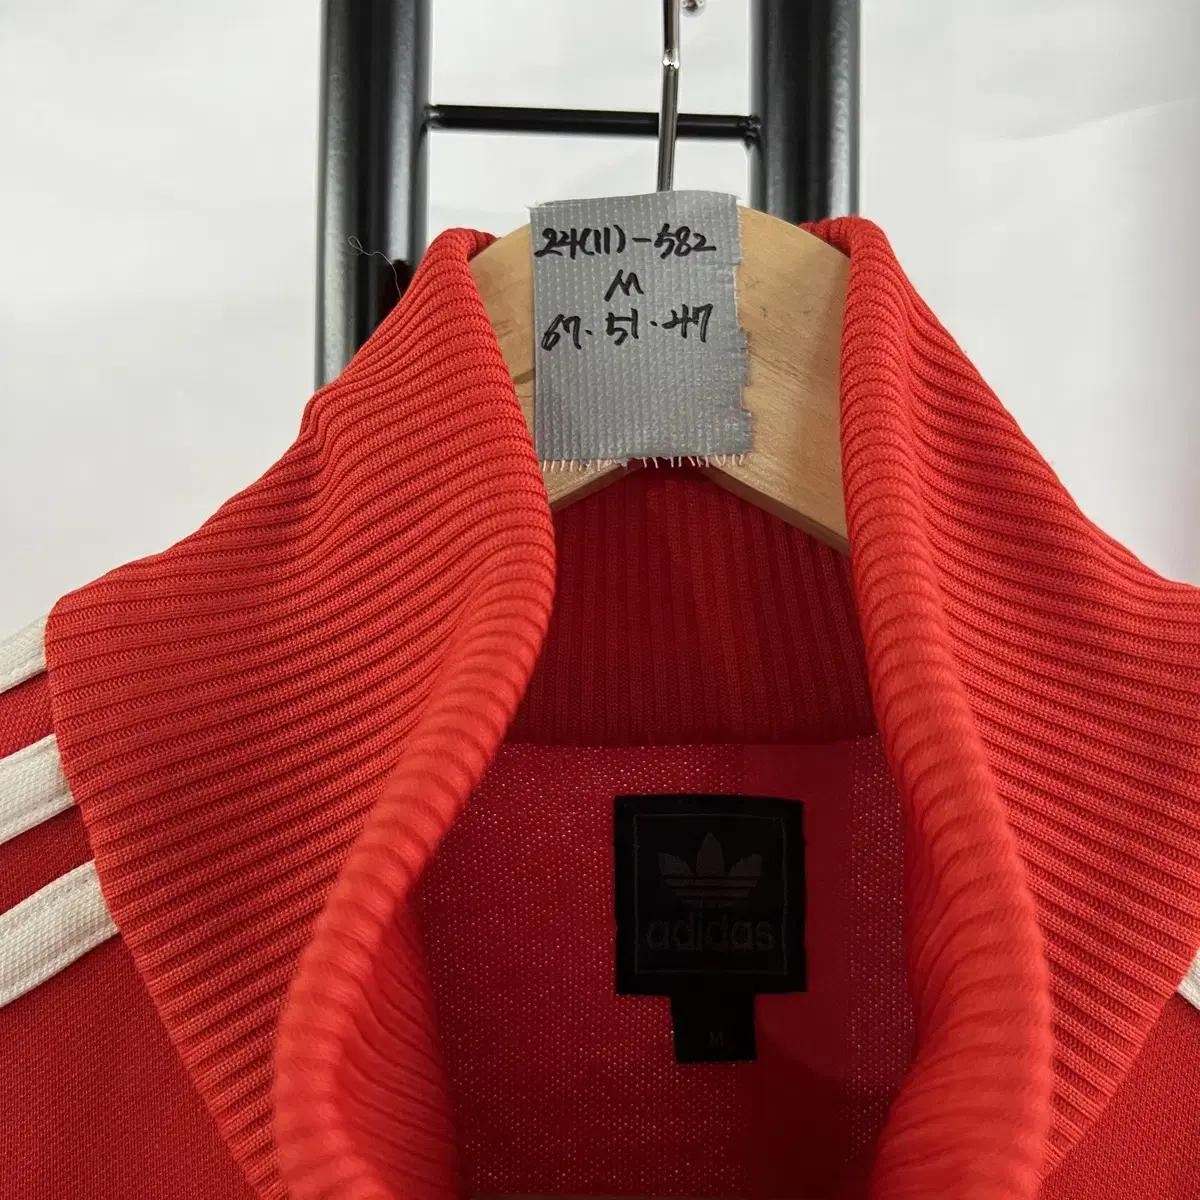 24(11)-582
M
67. 51. 47
adidas
M